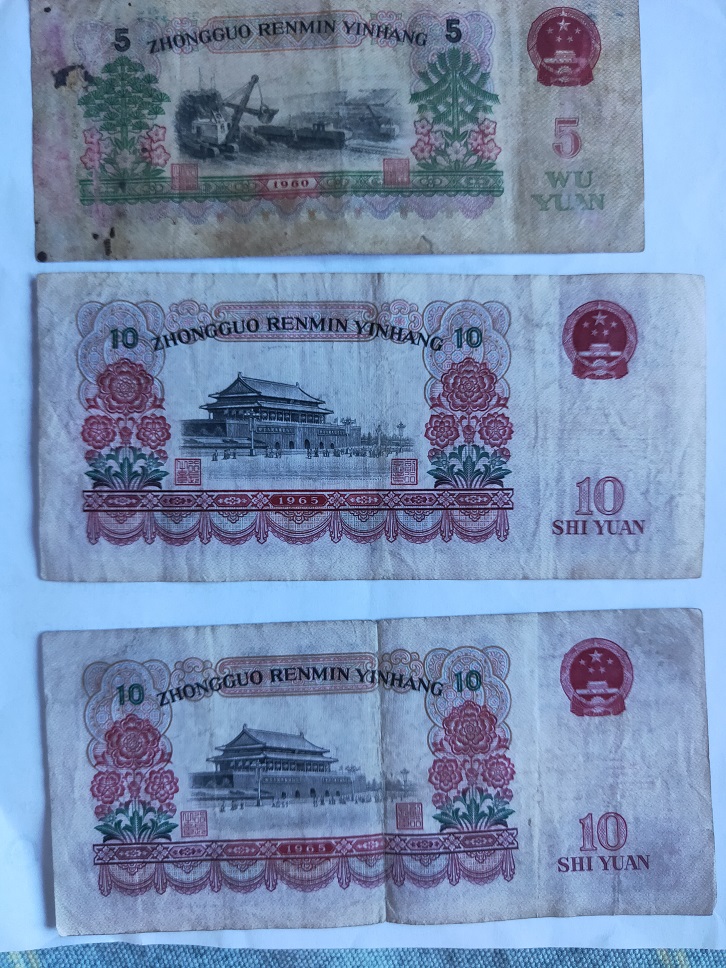 5 ZHONGGUO RENMIN YINHANG 5
5
WU
YUAN
1960
10 ZHONGGUO RENMIN YINHANG 10
10
SHI YUAN
1965
10 ZHONGGUO RENMIN YINHANG 10
10
SHI YUAN
1965